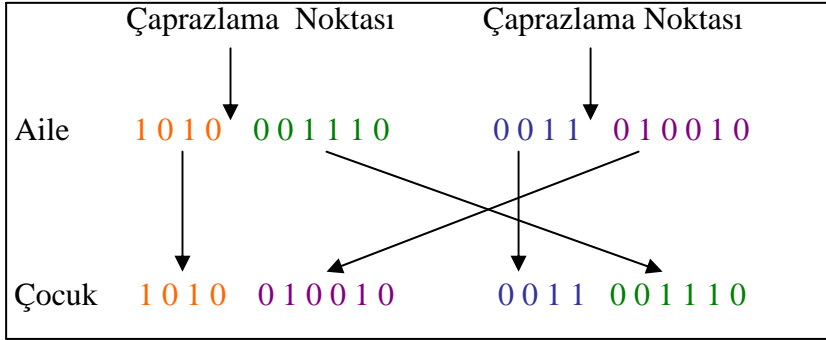 Çaprazlama Noktası Çaprazlama Noktası
Aile 1 0 1 0 0 0 1 1 1 0 0 0 1 1 0 1 0 0 1 0
Çocuk 1 0 1 0 0 1 0 0 1 0 0 0 1 1 0 0 1 1 1 0